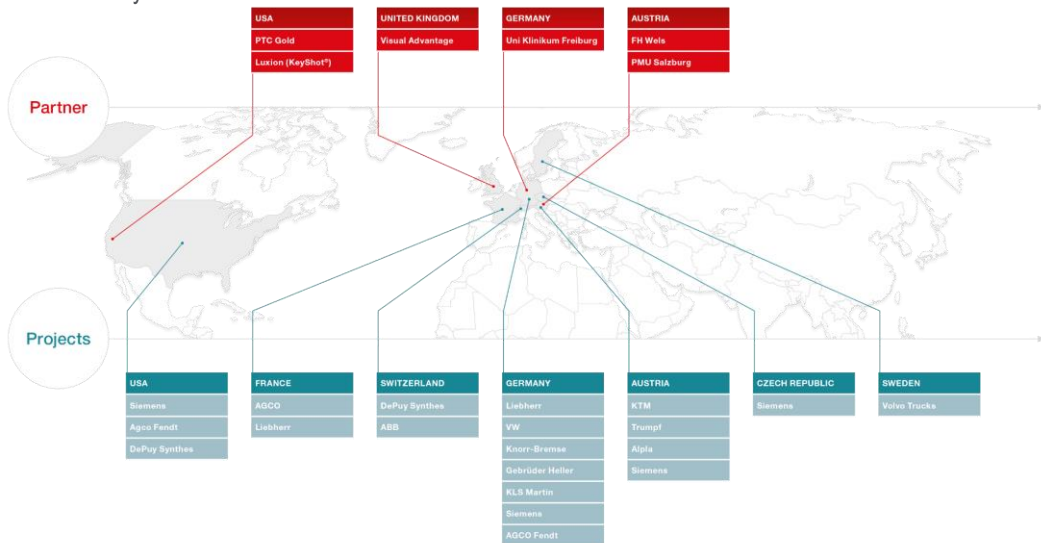 USA
PTC Gold
Luxion (KeyShot®)
UNITED KINGDOM
Visual Advantage
GERMANY
Uni Klinikum Freiburg
AUSTRIA
FH Wels
PMU Salzburg
Partner
Projects
USA
Siemens
Agco Fendt
DePuy Synthes
FRANCE
AGCO
Liebherr
SWITZERLAND
DePuy Synthes
ABB
GERMANY
Liebherr
VW
Knorr-Bremse
Gebrüder Heller
KLS Martin
Siemens
AGCO Fendt
AUSTRIA
KTM
Trumpf
Alpla
Siemens
CZECH REPUBLIC
Siemens
SWEDEN
Volvo Trucks